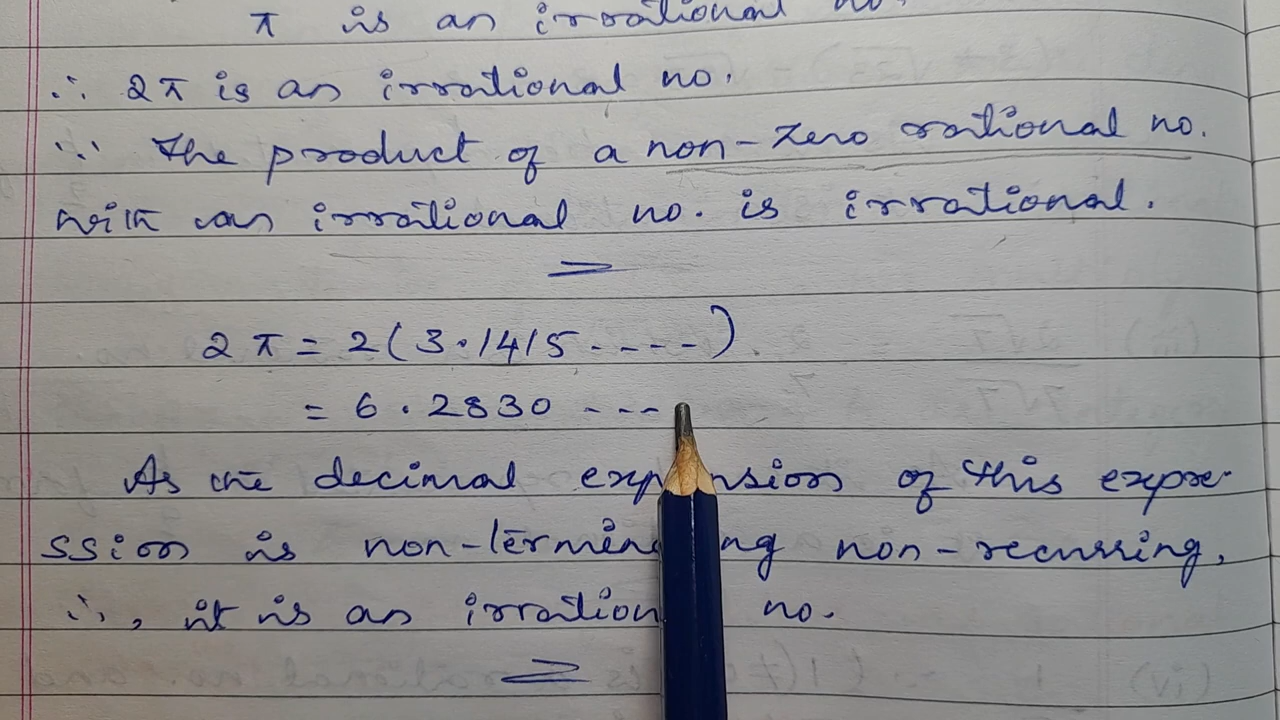 π is an irrational no.
∴ 2π is an irrational no.
∵ The product of a non-zero rational no.
with an irrational no. is irrational.
2π = 2(3.1415.....).
= 6.2830 ----
As the decimal expansion of this expre-
ssion is non-terminating non-recurring,
∴, it is an irrational no.